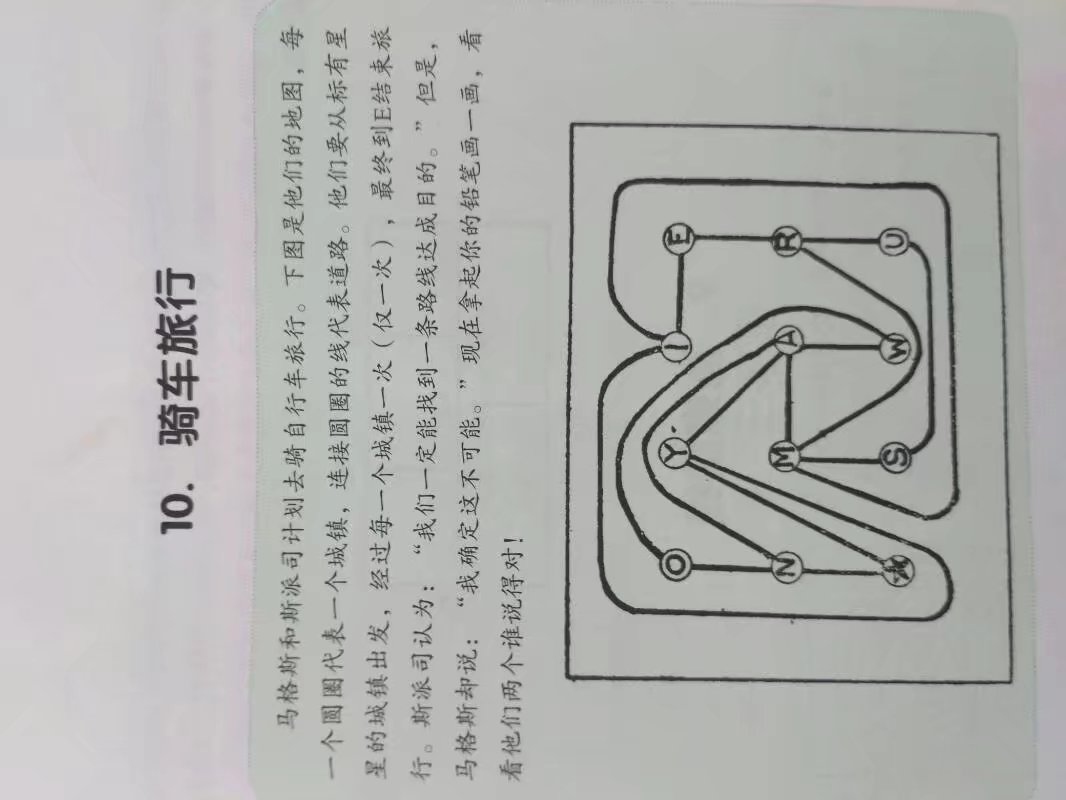 10. 骑车旅行
马格斯和斯派司计划去骑自行车旅行。下图是他们的地图，每
一个圆圈代表一个城镇，连接圆圈的线代表道路。他们要从标有星
星的城镇出发，经过每一个城镇一次（仅一次），最终到E结束旅
行。斯派司认为：“我们一定能找到一条路线达成目的。”但是，
马格斯却说：“我确定这不可能。”现在拿起你的铅笔画一画，看
看他们两个谁说得对！
O
Y
I
E
N
M
A
R
S
W
U